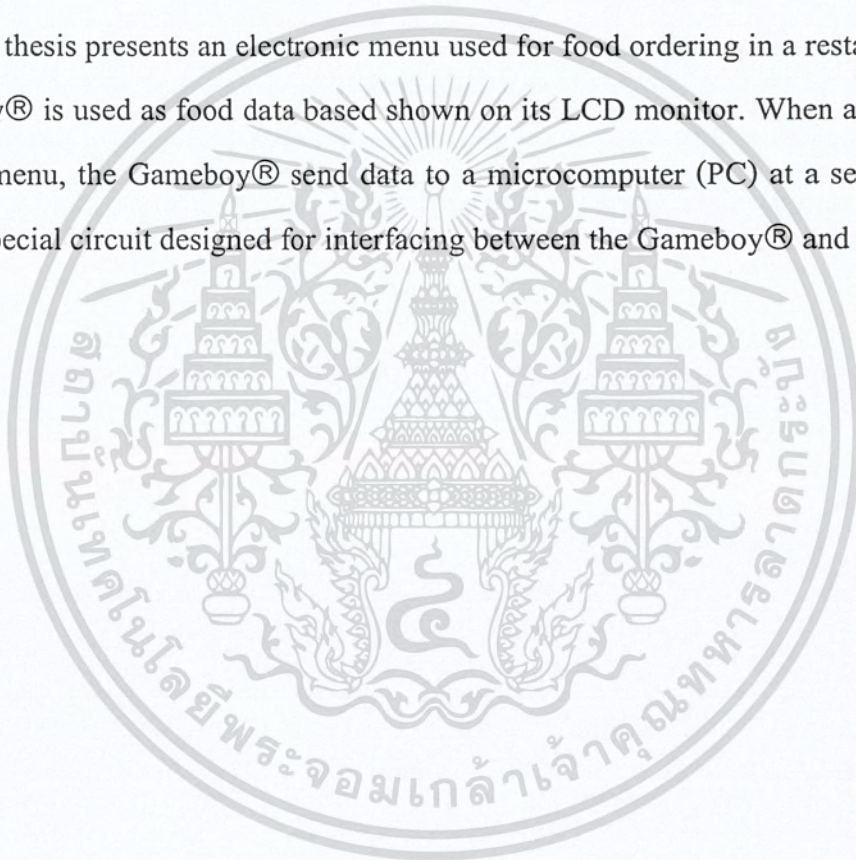 thesis presents an electronic menu used for food ordering in a resta
y® is used as food data based shown on its LCD monitor. When a
menu, the Gameboy® send data to a microcomputer (PC) at a se
pecial circuit designed for interfacing between the Gameboy® and
สถาบันเทคโนโลยีพระจอมเกล้าเจ้าคุณทหารลาดกระบัง